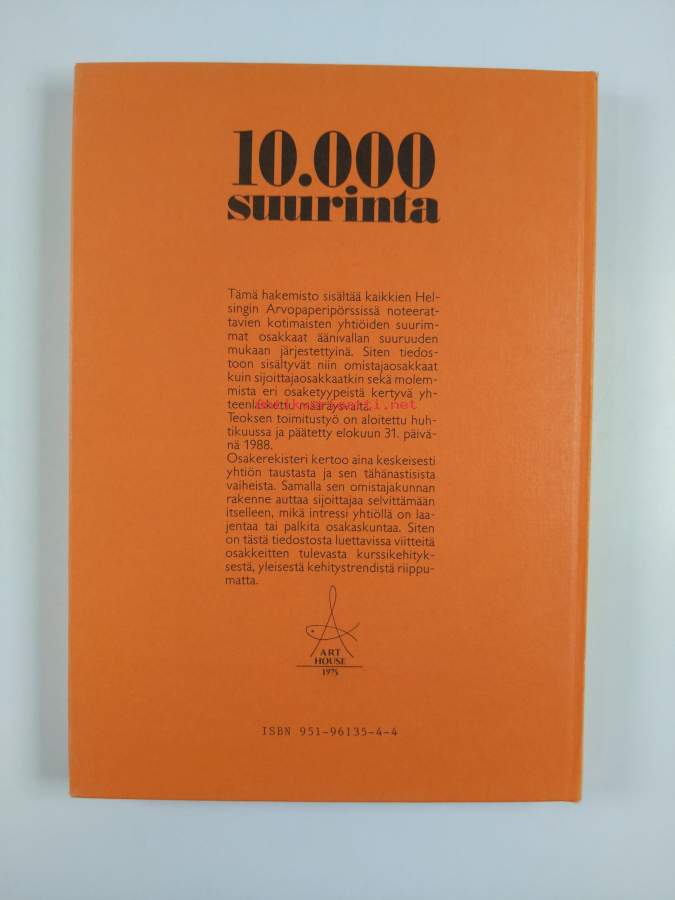 10.000
suurinta
Tämä hakemisto sisältää kaikkien Hel-
singin Arvopaperipörssissä noteerat-
tavien kotimaisten yhtiöiden suurim-
mat osakkaat äänivallan suuruuden
mukaan järjestettyinä. Siten tiedos-
toon sisältyvät niin omistajaosakkaat
kuin sijoittajaosakkaatkin sekä molem-
mista eri osaketyypeistä kertyvä yh-
teenlaskettu määräysvalta.
Teoksen toimitustyö on aloitettu huh-
tikuussa ja päätetty elokuun 31. päivä-
nä 1988.
Osakerekisteri kertoo aina keskeisesti
yhtiön taustasta ja sen tähänastisista
vaiheista. Samalla sen omistajakunnan
rakenne auttaa sijoittajaa selvittämään
itselleen, mikä intressi yhtiöllä on laa-
jentaa tai palkita osakaskuntaa. Siten
on tästä tiedostosta luettavissa viitteitä
osakkeitten tulevasta kurssikehityk-
sestä, yleisestä kehitystrendistä riippu-
matta.
ART
HOUSE
1975
ISBN 951-96135-4-4